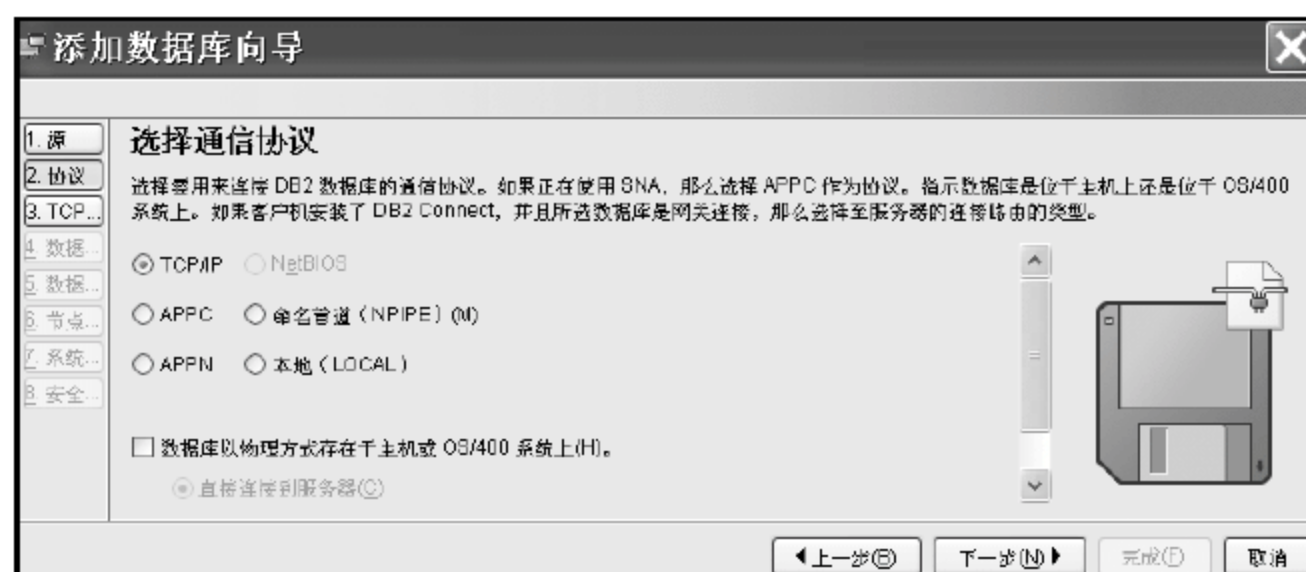 添加数据库向导
1. 源
2. 协议
3. TCP...
4. 数据...
5. 数据...
6. 节点...
7. 系统...
8. 安全...
选择通信协议
选择要用来连接 DB2 数据库的通信协议。如果正在使用 SNA，那么选择 APPC 作为协议。指示数据库是位于主机上还是位于 OS/400
系统上。如果客户机安装了 DB2 Connect，并且所选数据库是网关连接，那么选择至服务器的连接路由的类型。
TCP/IP NetBIOS
APPC 命名管道（NPIPE）(M)
APPN 本地（LOCAL）
数据库以物理方式存在于主机或 OS/400 系统上(H)。
直接连接到服务器(C)
上一步(B) 下一步(N) 完成(F) 取消